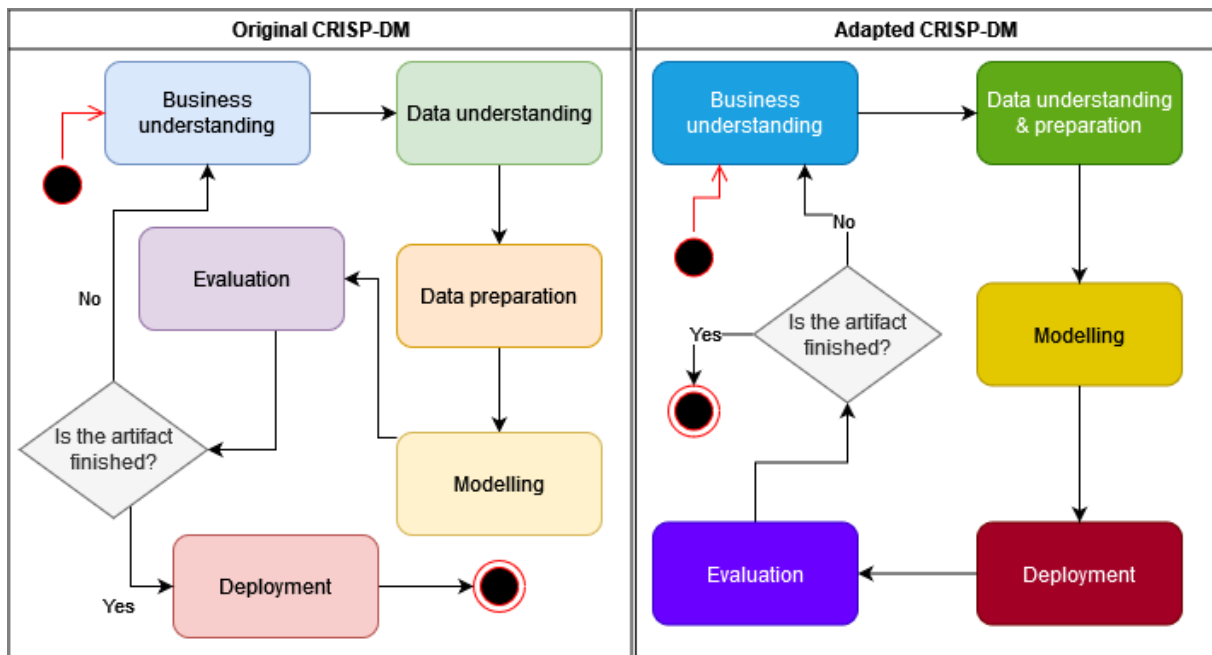 Original CRISP-DM
Business
understanding
Data understanding
Evaluation
Data preparation
No
Is the artifact
finished?
Modelling
Yes
Deployment
Adapted CRISP-DM
Business
understanding
Data understanding
& preparation
No
Yes
Is the artifact
finished?
Modelling
Evaluation
Deployment